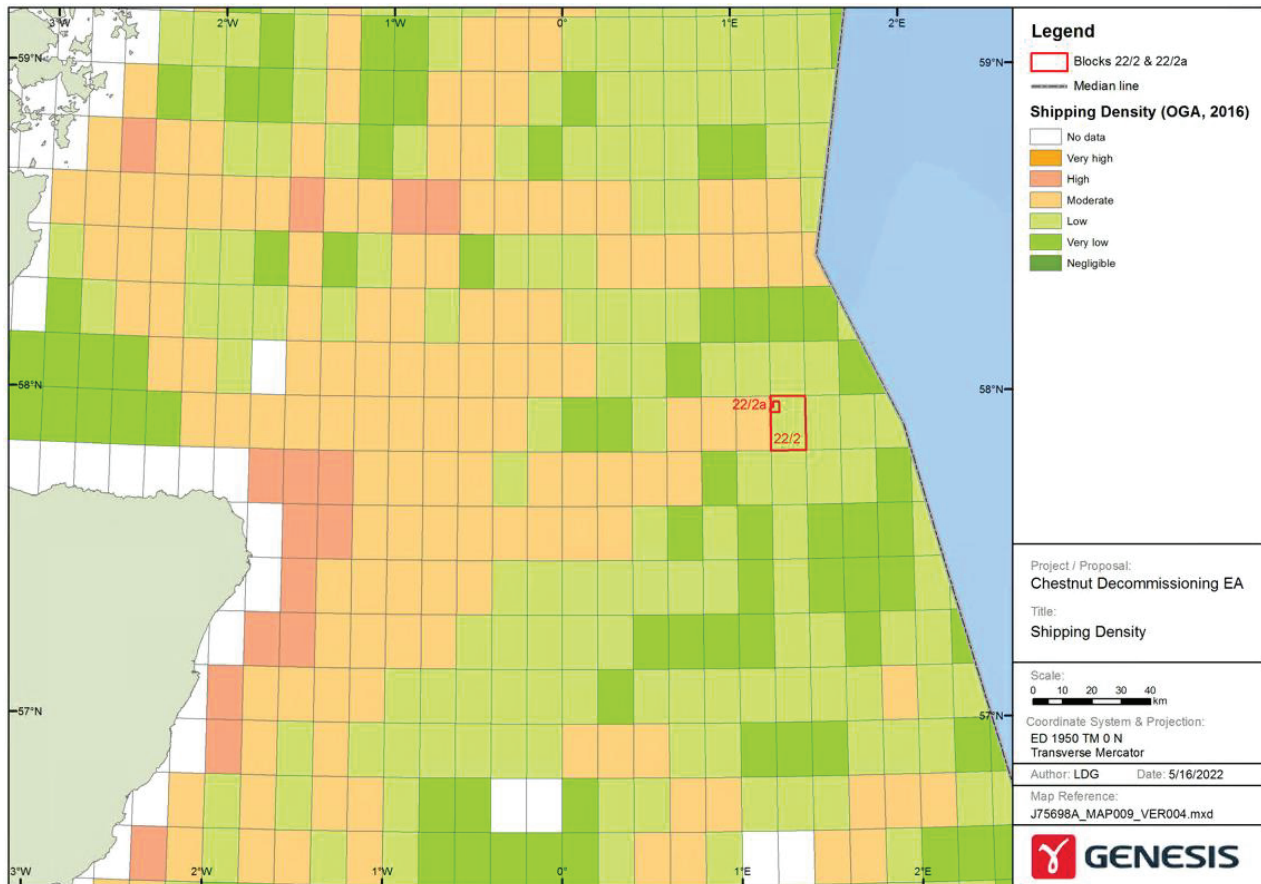 3°W
2°W
1°W
0°
1°E
2°E
59°N
59°N
58°N
58°N
22/2a
22/2
57°N
57°N
3°W
2°W
1°W
0°
1°E
2°E
Legend
Blocks 22/2 & 22/2a
Median line
Shipping Density (OGA, 2016)
No data
Very high
High
Moderate
Low
Very low
Negligible
Project / Proposal:
Chestnut Decommissioning EA
Title:
Shipping Density
Scale:
0 10 20 30 40
km
Coordinate System & Projection:
ED 1950 TM 0 N
Transverse Mercator
Author: LDG Date: 5/16/2022
Map Reference:
J75698A_MAP009_VER004.mxd
GENESIS